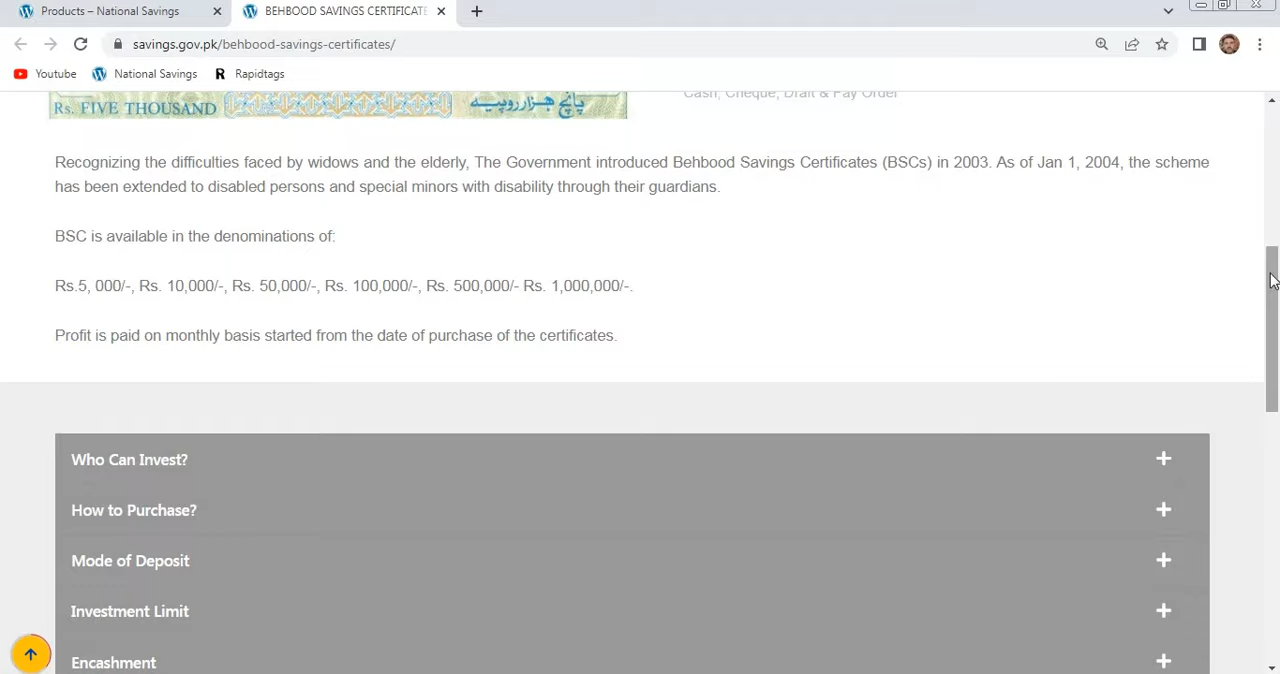 Products – National Savings
BEHBOOD SAVINGS CERTIFICATE
savings.gov.pk/behbood-savings-certificates/
Youtube
National Savings
R Rapidtags
Rs. FIVE THOUSAND
پانچ ہزار روپیہ
Cash, Cheque, Draft & Pay Order
Recognizing the difficulties faced by widows and the elderly, The Government introduced Behbood Savings Certificates (BSCs) in 2003. As of Jan 1, 2004, the scheme
has been extended to disabled persons and special minors with disability through their guardians.
BSC is available in the denominations of:
Rs.5, 000/-, Rs. 10,000/-, Rs. 50,000/-, Rs. 100,000/-, Rs. 500,000/- Rs. 1,000,000/-.
Profit is paid on monthly basis started from the date of purchase of the certificates.
Who Can Invest?
How to Purchase?
Mode of Deposit
Investment Limit
Encashment